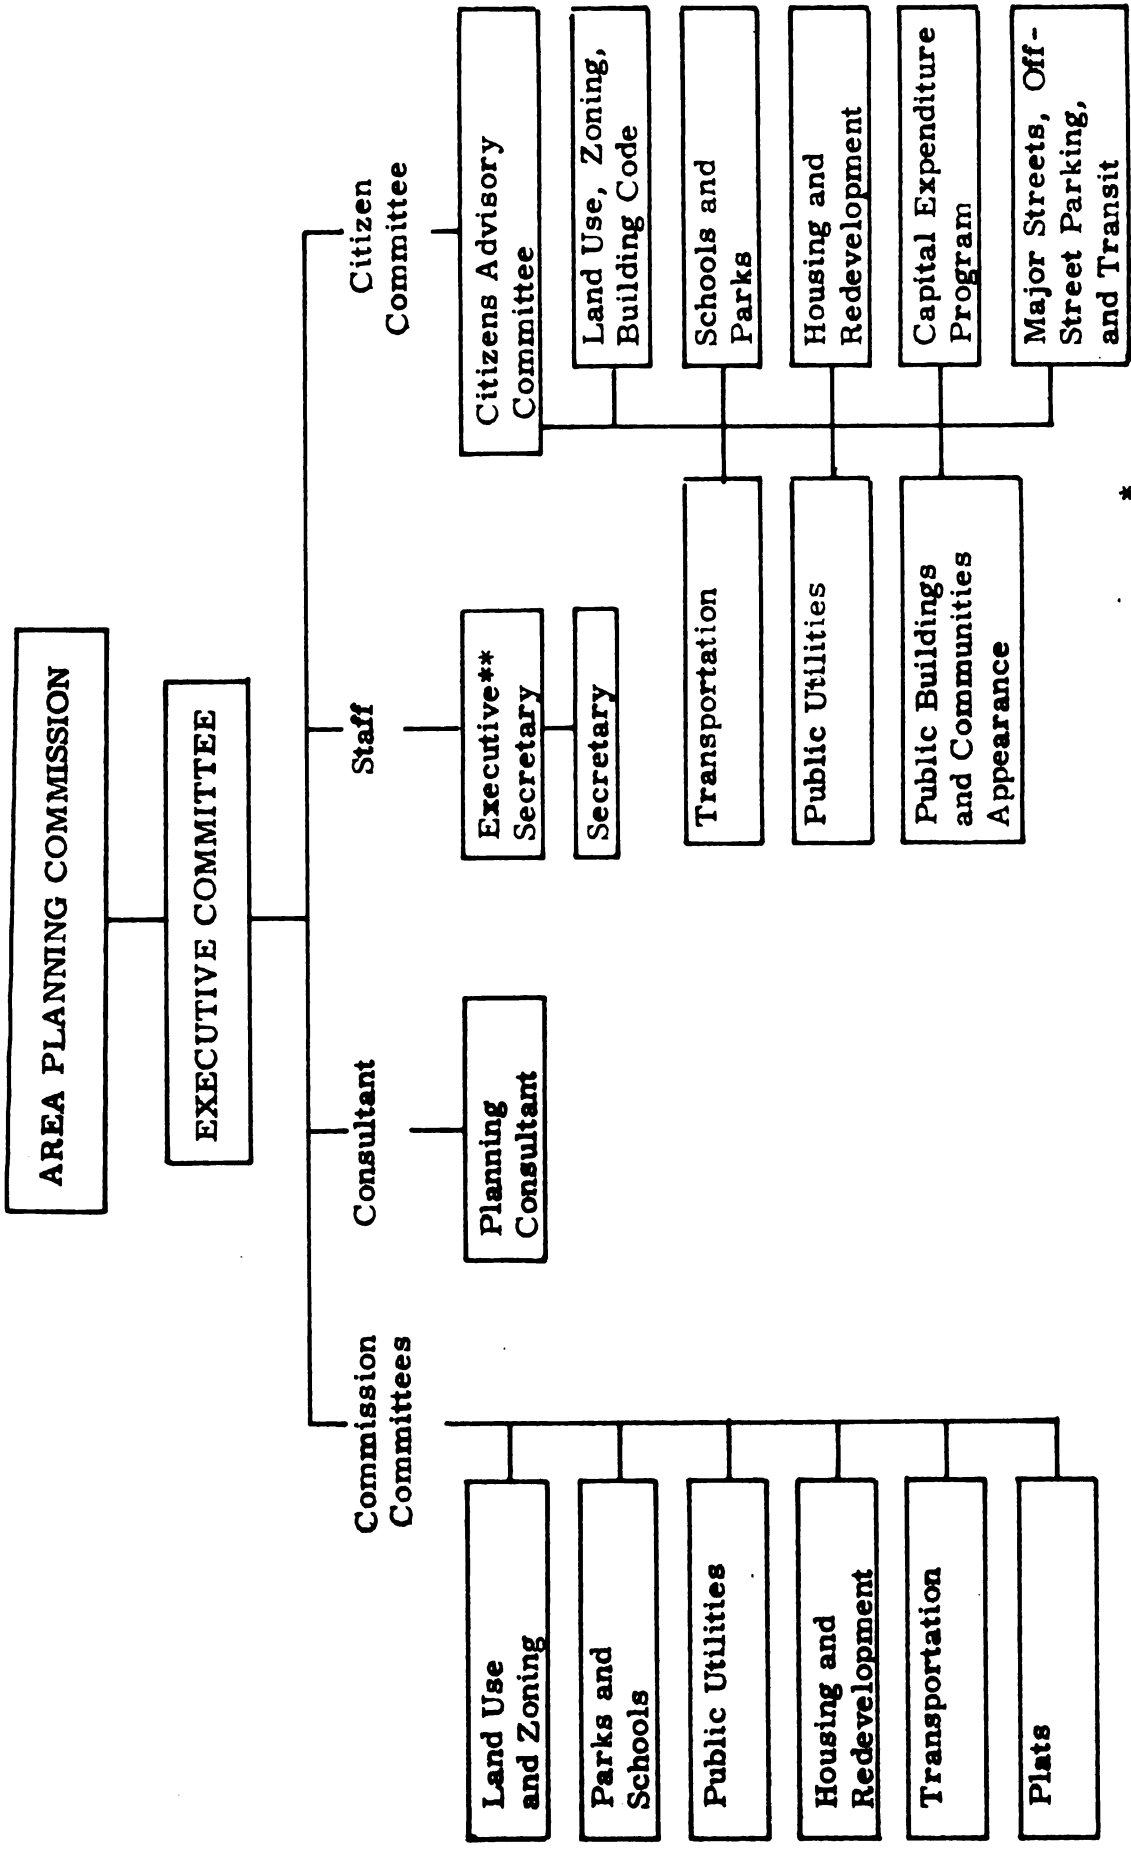 AREA PLANNING COMMISSION
EXECUTIVE COMMITTEE
Commission
Committees
Consultant
Staff
Citizen
Committee
Land Use
and Zoning
Parks and
Schools
Public Utilities
Housing and
Redevelopment
Transportation
Plats
Planning
Consultant
Executive**
Secretary
Secretary
Citizens Advisory
Committee
Land Use, Zoning,
Building Code
Schools and
Parks
Housing and
Redevelopment
Capital Expenditure
Program
Major Streets, Off-
Street Parking,
and Transit
Transportation
Public Utilities
Public Buildings
and Communities
Appearance
*